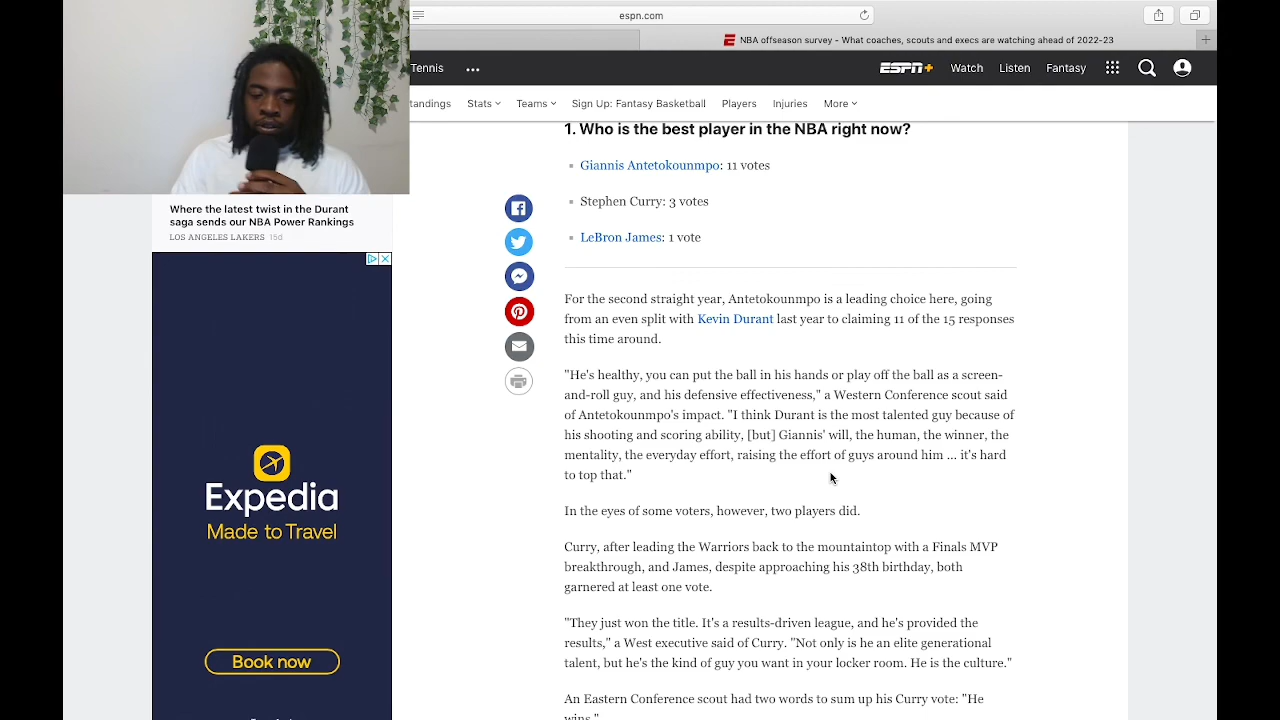 espn.com
NBA offseason survey - What coaches, scouts and execs are watching ahead of 2022-23
Tennis
ESPN+
Watch
Listen
Fantasy
tandings
Stats
Teams
Sign Up: Fantasy Basketball
Players
Injuries
More
1. Who is the best player in the NBA right now?
Giannis Antetokounmpo: 11 votes
Stephen Curry: 3 votes
LeBron James: 1 vote
Where the latest twist in the Durant
saga sends our NBA Power Rankings
LOS ANGELES LAKERS 15d
Expedia
Made to Travel
Book now
For the second straight year, Antetokounmpo is a leading choice here, going
from an even split with Kevin Durant last year to claiming 11 of the 15 responses
this time around.
"He's healthy, you can put the ball in his hands or play off the ball as a screen-
and-roll guy, and his defensive effectiveness," a Western Conference scout said
of Antetokounmpo's impact. "I think Durant is the most talented guy because of
his shooting and scoring ability, [but] Giannis' will, the human, the winner, the
mentality, the everyday effort, raising the effort of guys around him ... it's hard
to top that."
In the eyes of some voters, however, two players did.
Curry, after leading the Warriors back to the mountaintop with a Finals MVP
breakthrough, and James, despite approaching his 38th birthday, both
garnered at least one vote.
"They just won the title. It's a results-driven league, and he's provided the
results," a West executive said of Curry. "Not only is he an elite generational
talent, but he's the kind of guy you want in your locker room. He is the culture."
An Eastern Conference scout had two words to sum up his Curry vote: "He
wins."